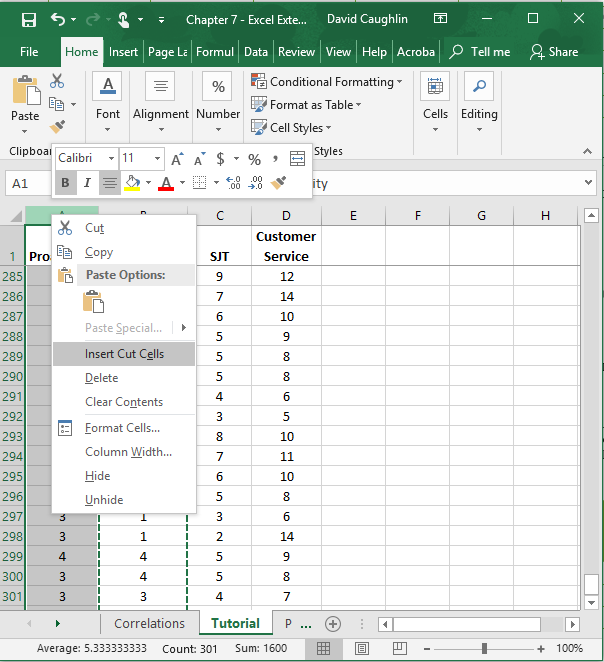 Chapter 7 - Excel Exte... David Caughlin
File Home Insert Page La Formul Data Review View Help Acroba Tell me Share
Paste Font Alignment Number Conditional Formatting Format as Table Cell Styles Cells Editing
Clipboar Styles
Calibri 11 A A $ % ,
B I A .00 .00
A1 ity
A B C D E F G H
1 Proa SJT Customer Service
285 9 12
286 7 14
287 6 10
288 5 9
289 5 8
290 5 8
291 4 6
292 3 5
293 8 10
294 7 11
295 6 10
296 5 8
297 3 1 3 6
298 3 1 2 14
299 4 4 5 9
300 3 4 5 8
301 3 3 4 7
Cut
Copy
Paste Options:
Paste Special...
Insert Cut Cells
Delete
Clear Contents
Format Cells...
Column Width...
Hide
Unhide
... Correlations Tutorial P ...
Average: 5.333333333 Count: 301 Sum: 1600 100%